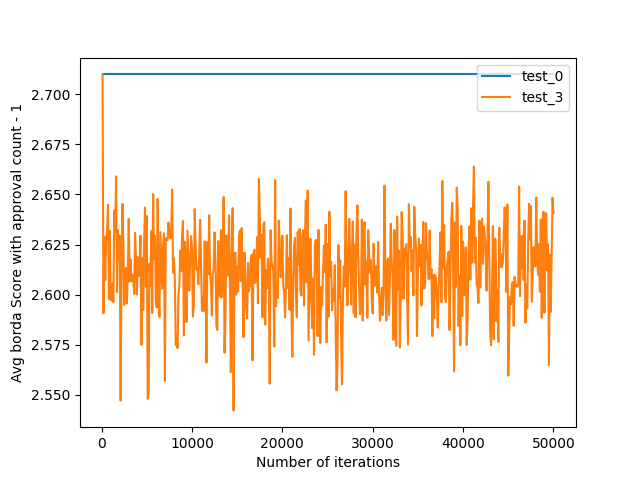 test_0
test_3
2.700
2.675
2.650
2.625
2.600
2.575
2.550
Avg borda Score with approval count - 1
0 10000 20000 30000 40000 50000
Number of iterations